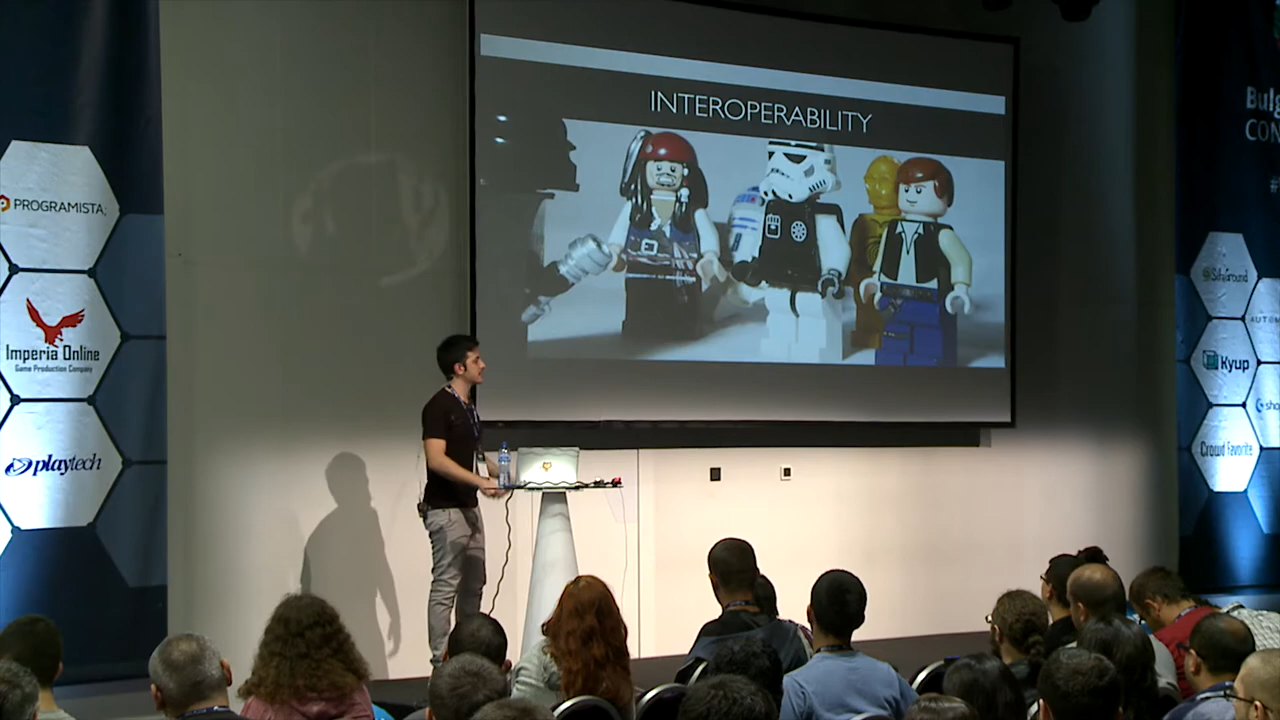 INTEROPERABILITY
PROGRAMISTA
Imperia Online
Game Production Company
playtech
Bulg
CON
#
SiteGround
Kyup
Crowd Favorite